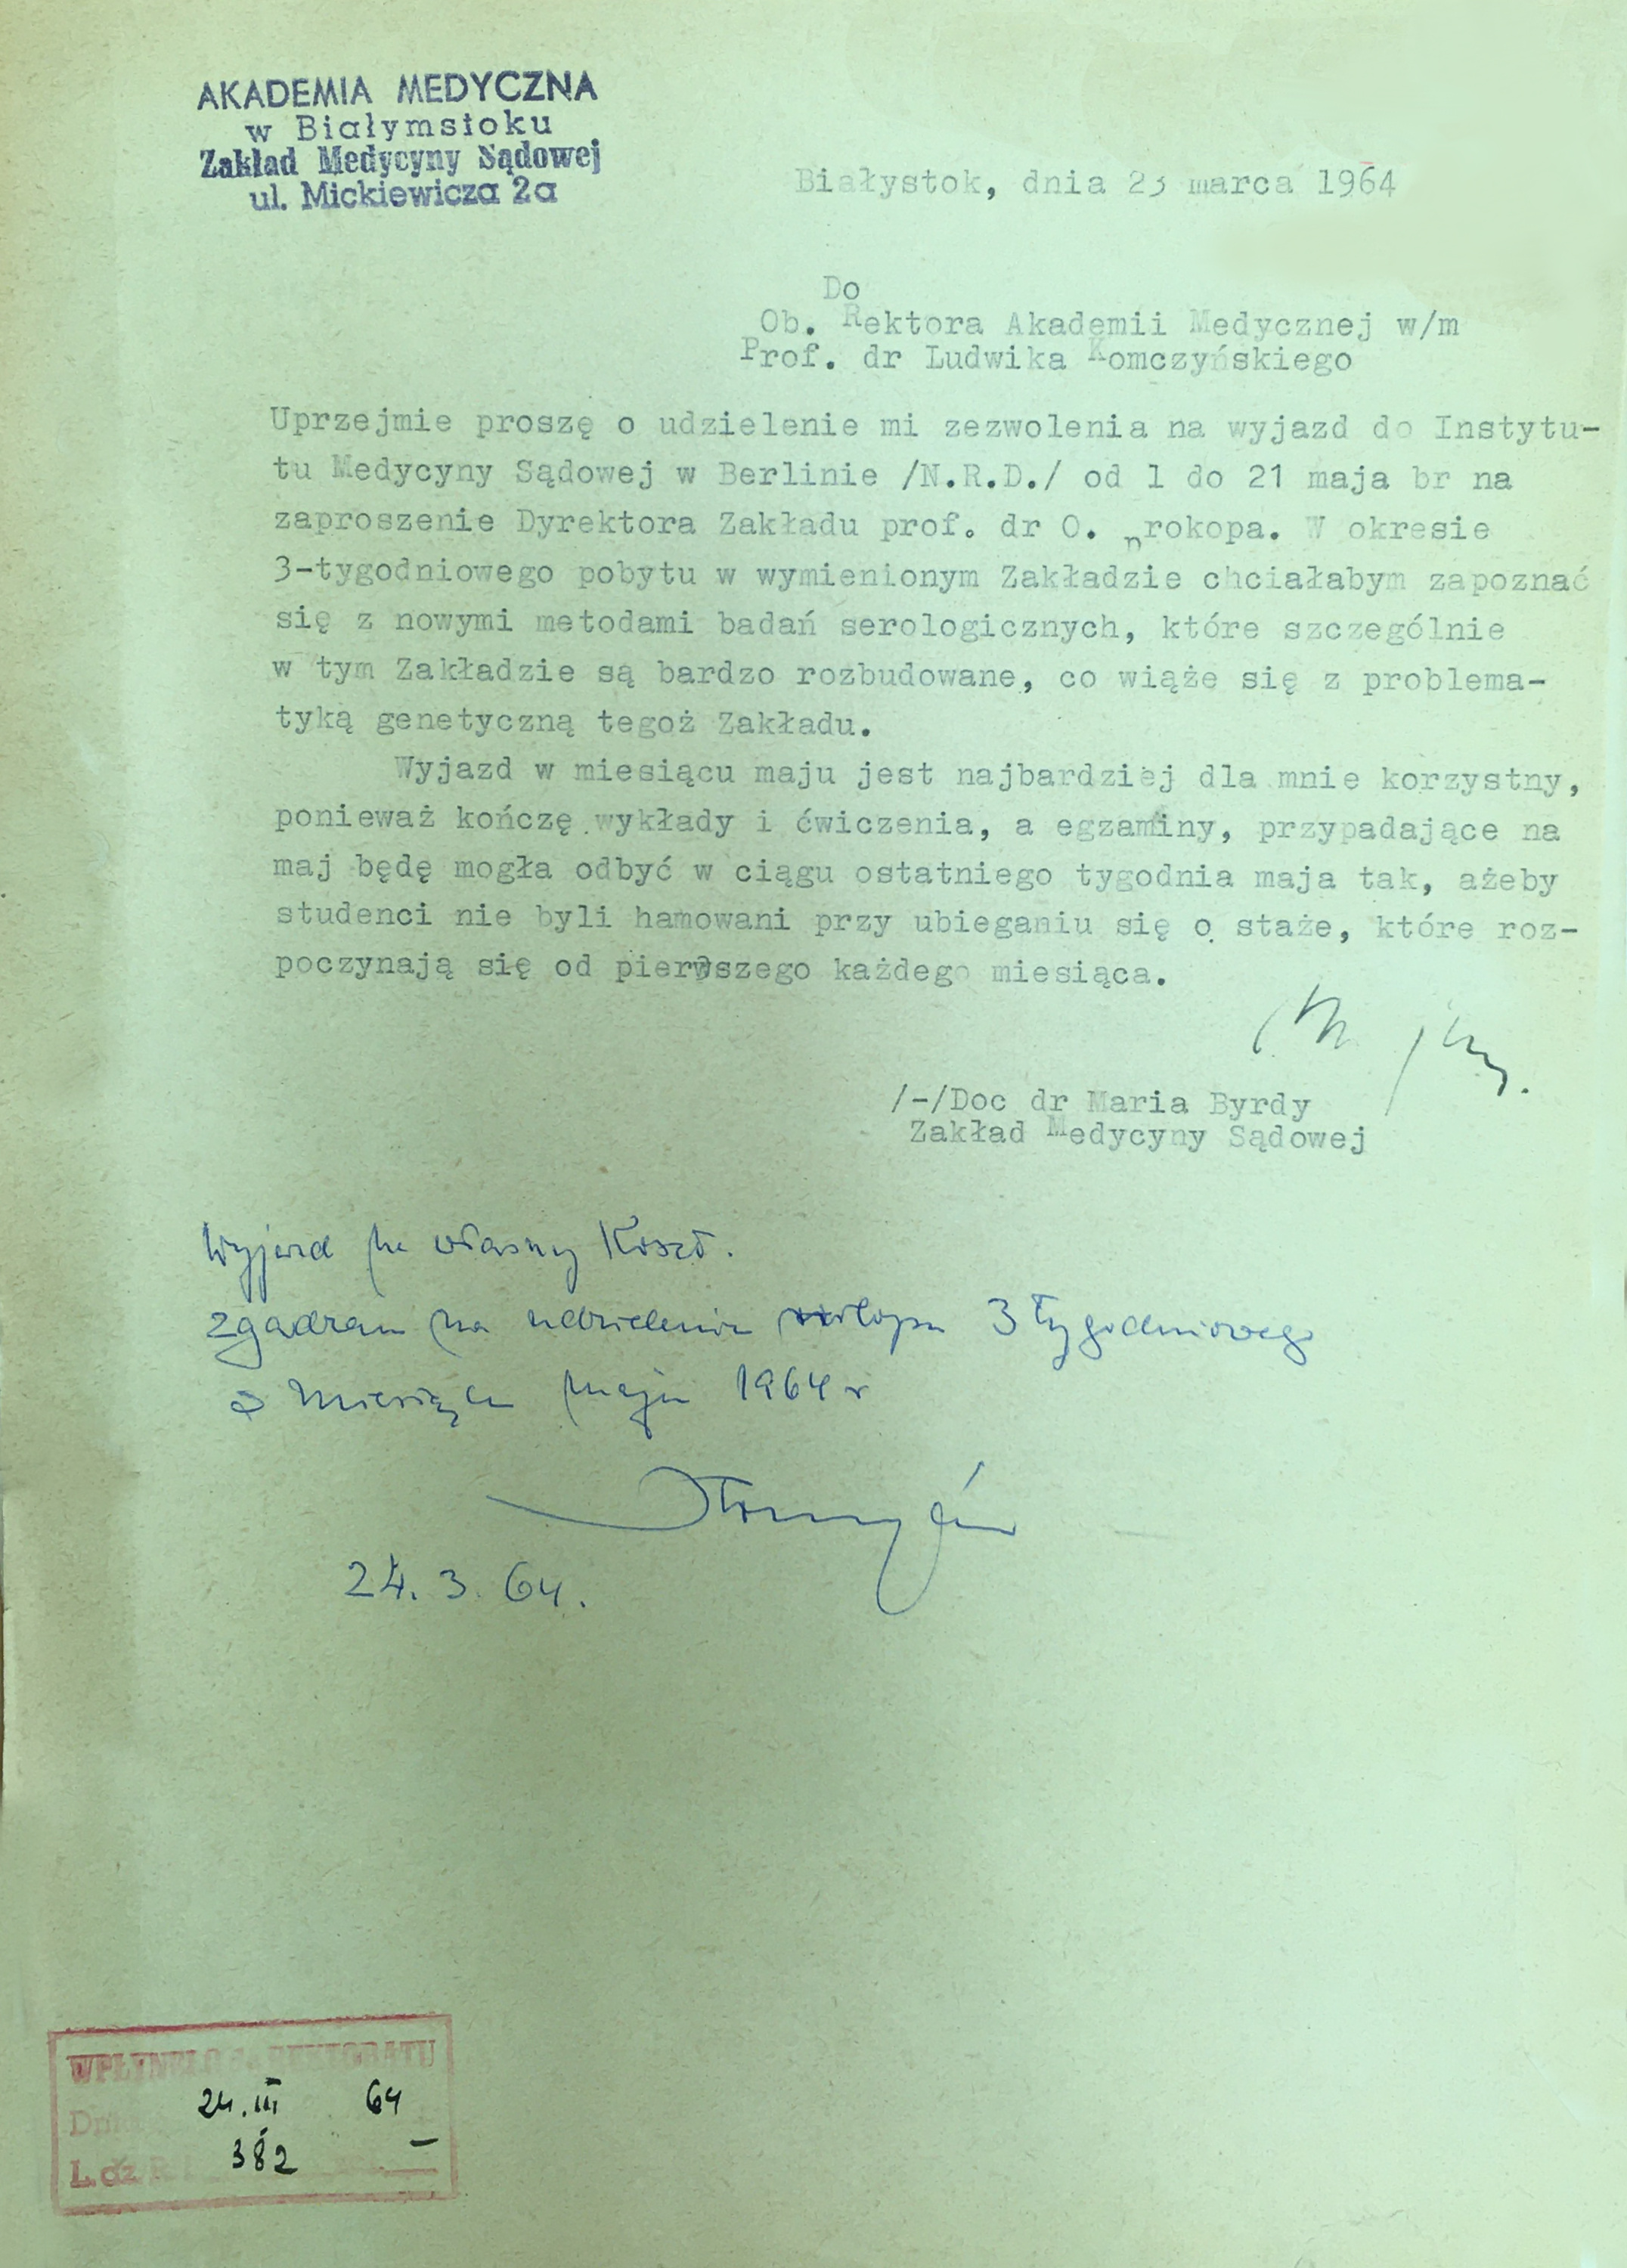 AKADEMIA MEDYCZNA
w Białymstoku
Zakład Medycyny Sądowej
ul. Mickiewicza 2a
Białystok, dnia 23 marca 1964
Do
Ob. Rektora Akademii Medycznej w/m
Prof. dr Ludwika Komczyńskiego
Uprzejmie proszę o udzielenie mi zezwolenia na wyjazd do Instytu-
tu Medycyny Sądowej w Berlinie /N.R.D./ od 1 do 21 maja br na
zaproszenie Dyrektora Zakładu prof. dr O. Prokopa. W okresie
3-tygodniowego pobytu w wymienionym Zakładzie chciałabym zapoznać
się z nowymi metodami badań serologicznych, które szczególnie
w tym Zakładzie są bardzo rozbudowane, co wiąże się z problema-
tyką genetyczną tegoż Zakładu.
Wyjazd w miesiącu maju jest najbardziej dla mnie korzystny,
ponieważ kończę wykłady i ćwiczenia, a egzaminy, przypadające na
maj będę mogła odbyć w ciągu ostatniego tygodnia maja tak, ażeby
studenci nie byli hamowani przy ubieganiu się o staże, które roz-
poczynają się od pierwszego każdego miesiąca.
/-/Doc dr Maria Byrdy
Zakład Medycyny Sądowej
Wyjazd na własny koszt.
zgadzam na udzielenie urlopu 3 tygodniowego
w miesiącu maju 1964 r
24. 3. 64.
WPŁYNĘŁO do REKTORATU
Dnia 24. III 64
L. dz R. 382 —